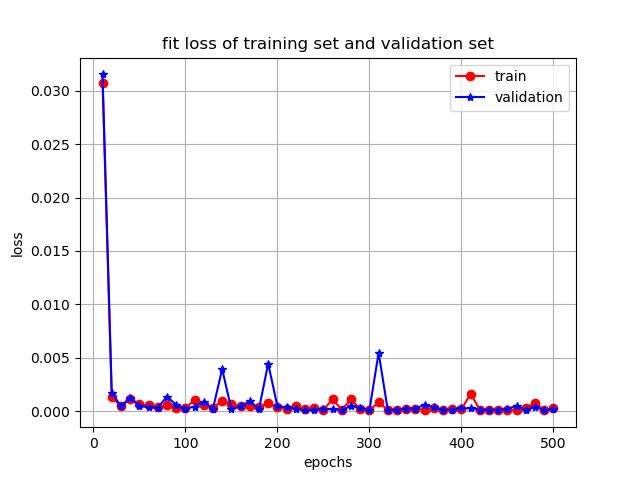 fit loss of training set and validation set
train
validation
0.030
0.025
0.020
0.015
0.010
0.005
0.000
loss
0 100 200 300 400 500
epochs